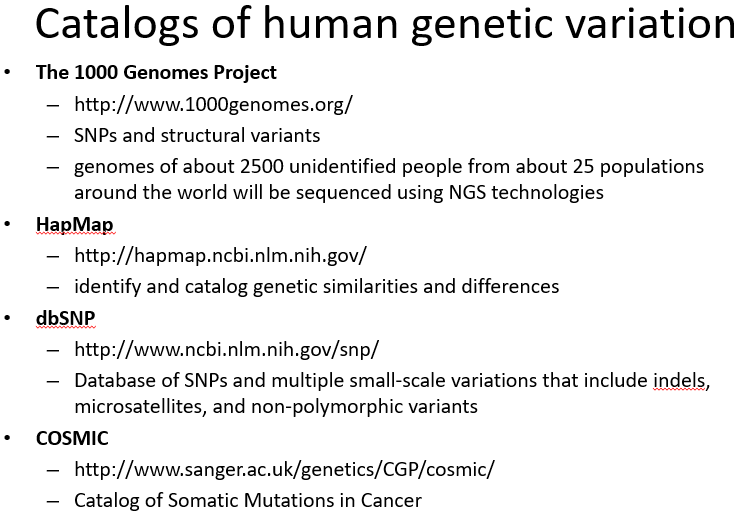 Catalogs of human genetic variation
• The 1000 Genomes Project
– http://www.1000genomes.org/
– SNPs and structural variants
– genomes of about 2500 unidentified people from about 25 populations
around the world will be sequenced using NGS technologies
• HapMap
– http://hapmap.ncbi.nlm.nih.gov/
– identify and catalog genetic similarities and differences
• dbSNP
– http://www.ncbi.nlm.nih.gov/snp/
– Database of SNPs and multiple small-scale variations that include indels,
microsatellites, and non-polymorphic variants
• COSMIC
– http://www.sanger.ac.uk/genetics/CGP/cosmic/
– Catalog of Somatic Mutations in Cancer